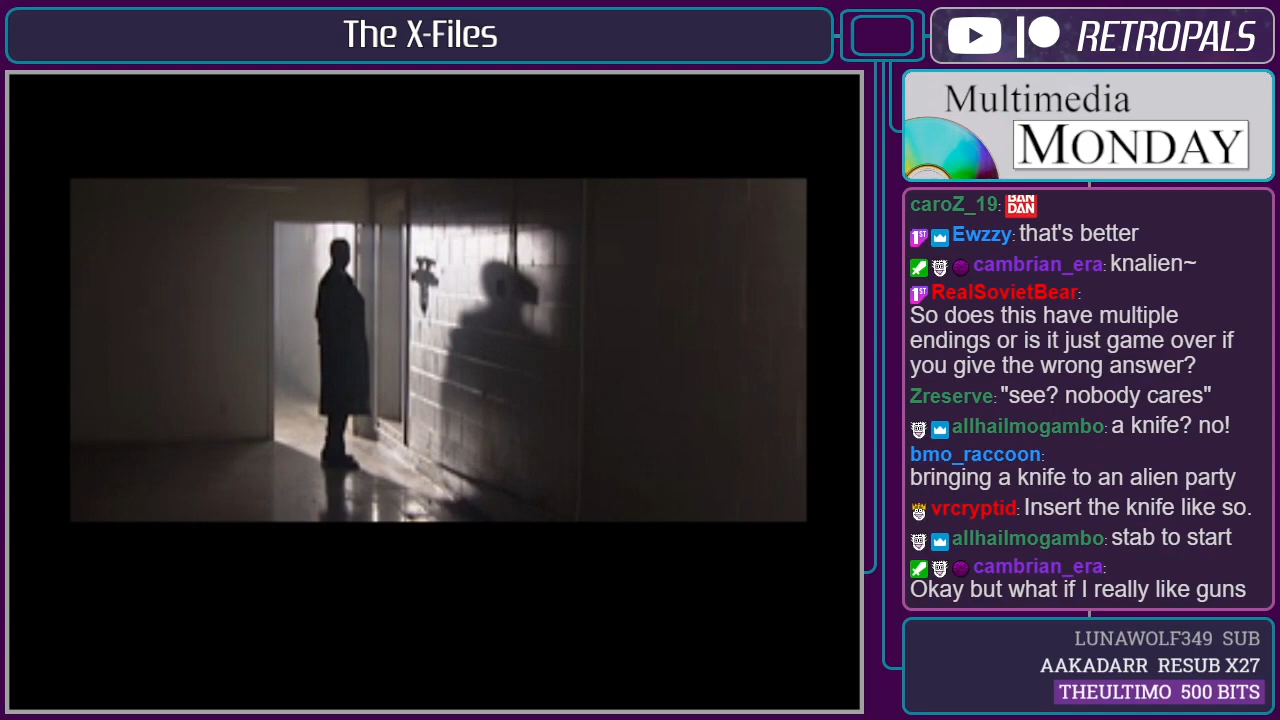 The X-Files
RETROPALS
Multimedia
MONDAY
caroZ_19: BAN
DAN
1ST Ewzzy: that's better
cambrian_era: knalien~
1ST RealSovietBear:
So does this have multiple
endings or is it just game over if
you give the wrong answer?
Zreserve: "see? nobody cares"
allhailmogambo: a knife? no!
bmo_raccoon:
bringing a knife to an alien party
vrcryptid: Insert the knife like so.
allhailmogambo: stab to start
cambrian_era:
Okay but what if I really like guns
LUNAWOLF349 SUB
AAKADARR RESUB X27
THEULTIMO 500 BITS